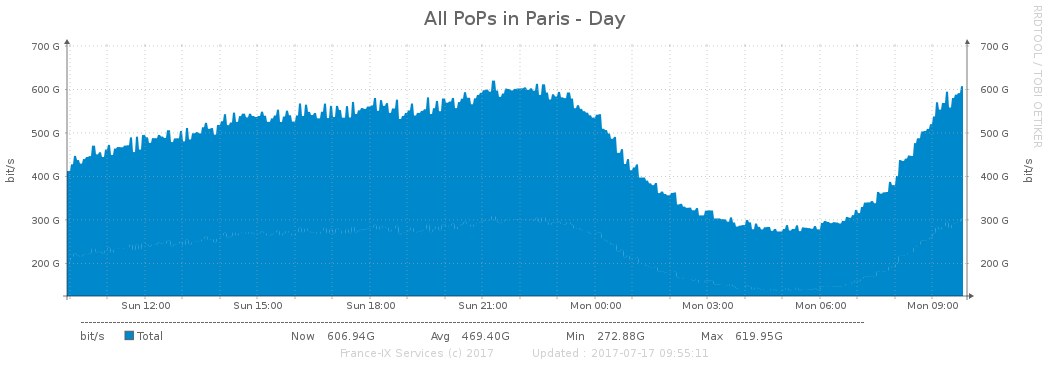 All PoPs in Paris - Day
RRDTOOL / TOBI OETIKER
700 G 700 G
600 G 600 G
500 G 500 G
400 G 400 G
300 G 300 G
200 G 200 G
bit/s bit/s
Sun 12:00 Sun 15:00 Sun 18:00 Sun 21:00 Mon 00:00 Mon 03:00 Mon 06:00 Mon 09:00
bit/s Total Now 606.94G Avg 469.40G Min 272.88G Max 619.95G
France-IX Services (c) 2017 Updated : 2017-07-17 09:55:11